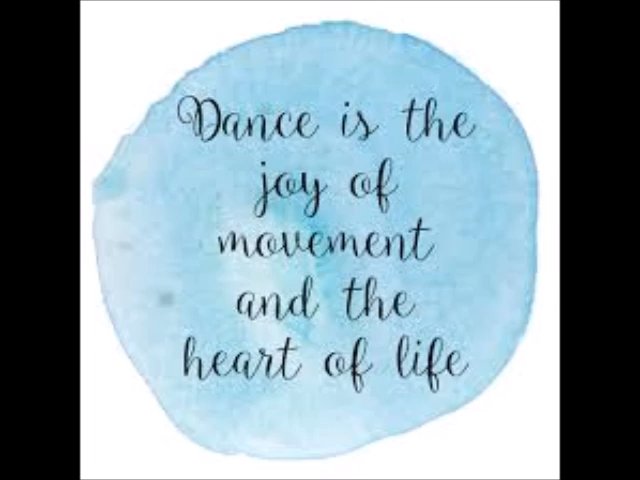 Dance is the
joy of
movement
and the
heart of life